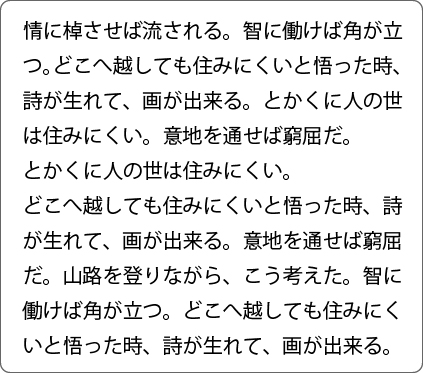 情に棹させば流される。智に働けば角が立
つ。どこへ越しても住みにくいと悟った時、
詩が生れて、画が出来る。とかくに人の世
は住みにくい。意地を通せば窮屈だ。
とかくに人の世は住みにくい。
どこへ越しても住みにくいと悟った時、詩
が生れて、画が出来る。意地を通せば窮屈
だ。山路を登りながら、こう考えた。智に
働けば角が立つ。どこへ越しても住みにく
いと悟った時、詩が生れて、画が出来る。